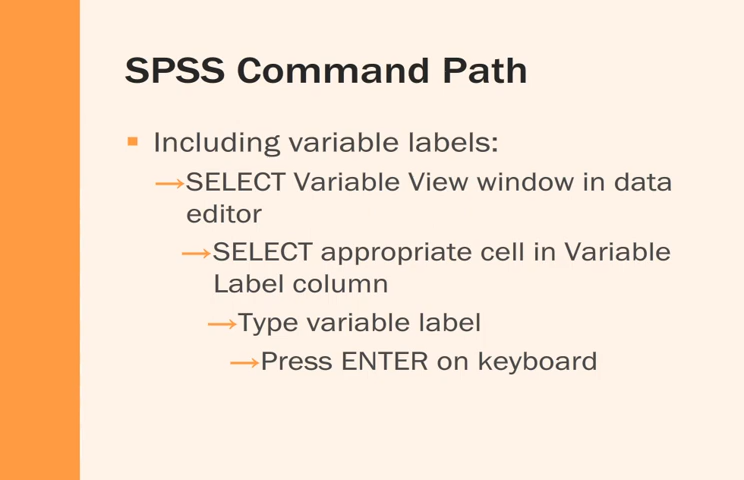 SPSS Command Path
Including variable labels:
→SELECT Variable View window in data
editor
→SELECT appropriate cell in Variable
Label column
→Type variable label
→Press ENTER on keyboard